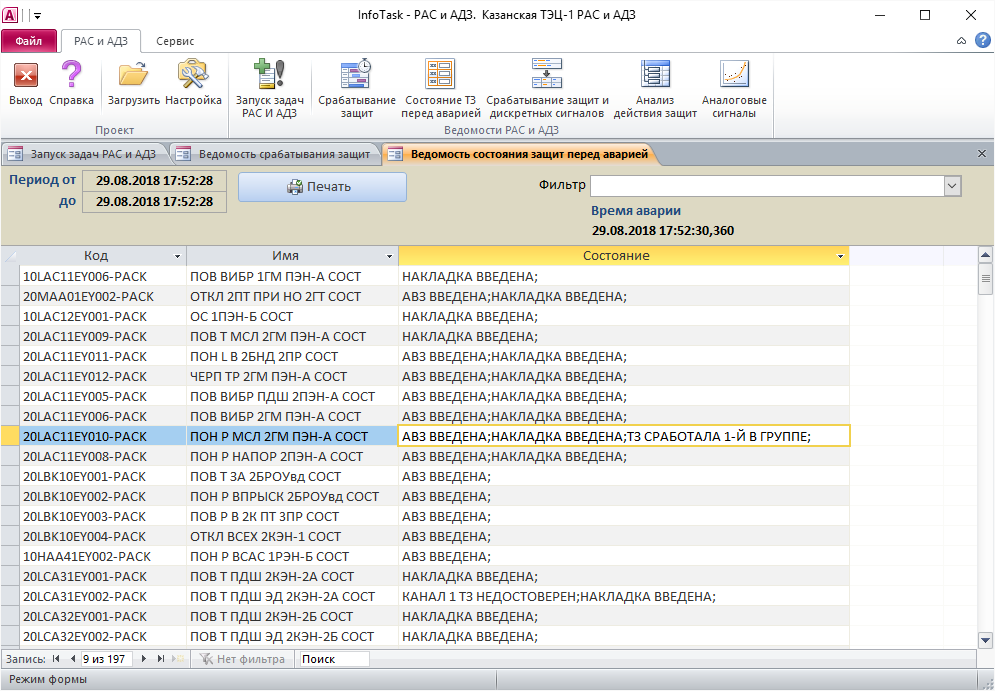 InfoTask - РАС и АДЗ. Казанская ТЭЦ-1 РАС и АДЗ
Файл РАС и АДЗ Сервис
Выход Справка Загрузить Настройка Запуск задач РАС И АДЗ Срабатывание защит Состояние ТЗ перед аварией Срабатывание защит и дискретных сигналов Анализ действия защит Аналоговые сигналы
Проект Ведомости РАС и АДЗ
Запуск задач РАС и АДЗ Ведомость срабатывания защит Ведомость состояния защит перед аварией
Период от 29.08.2018 17:52:28 Печать Фильтр
до 29.08.2018 17:52:28 Время аварии
29.08.2018 17:52:30,360
Код Имя Состояние
10LAC11EY006-PACK ПОВ ВИБР 1ГМ ПЭН-А СОСТ НАКЛАДКА ВВЕДЕНА;
20MAA01EY002-PACK ОТКЛ 2ПТ ПРИ НО 2ГТ СОСТ АВЗ ВВЕДЕНА;НАКЛАДКА ВВЕДЕНА;
10LAC12EY001-PACK ОС 1ПЭН-Б СОСТ НАКЛАДКА ВВЕДЕНА;
20LAC11EY009-PACK ПОВ Т МСЛ 2ГМ ПЭН-А СОСТ НАКЛАДКА ВВЕДЕНА;
20LAC11EY011-PACK ПОН L В 2БНД 2ПР СОСТ АВЗ ВВЕДЕНА;НАКЛАДКА ВВЕДЕНА;
20LAC11EY012-PACK ЧЕРП ТР 2ГМ ПЭН-А СОСТ АВЗ ВВЕДЕНА;НАКЛАДКА ВВЕДЕНА;
20LAC11EY005-PACK ПОВ ВИБР ПДШ 2ПЭН-А СОСТ АВЗ ВВЕДЕНА;НАКЛАДКА ВВЕДЕНА;
20LAC11EY006-PACK ПОВ ВИБР 2ГМ ПЭН-А СОСТ АВЗ ВВЕДЕНА;НАКЛАДКА ВВЕДЕНА;
20LAC11EY010-PACK ПОН Р МСЛ 2ГМ ПЭН-А СОСТ АВЗ ВВЕДЕНА;НАКЛАДКА ВВЕДЕНА;ТЗ СРАБОТАЛА 1-Й В ГРУППЕ;
20LAC11EY008-PACK ПОН Р НАПОР 2ПЭН-А СОСТ АВЗ ВВЕДЕНА;НАКЛАДКА ВВЕДЕНА;
20LBK10EY001-PACK ПОВ Т ЗА 2БРОУвд СОСТ АВЗ ВВЕДЕНА;
20LBK10EY002-PACK ПОН Р ВПРЫСК 2БРОУвд СОСТ АВЗ ВВЕДЕНА;
20LBK10EY003-PACK ПОВ Р В 2К ПТ 3ПР СОСТ АВЗ ВВЕДЕНА;
20LBK10EY004-PACK ОТКЛ ВСЕХ 2КЭН-1 СОСТ АВЗ ВВЕДЕНА;
10HAA41EY002-PACK ПОН Р ВСАС 1РЭН-Б СОСТ АВЗ ВВЕДЕНА;
20LCA31EY001-PACK ПОВ Т ПДШ 2КЭН-2А СОСТ НАКЛАДКА ВВЕДЕНА;
20LCA31EY002-PACK ПОВ Т ПДШ ЭД 2КЭН-2А СОСТ КАНАЛ 1 ТЗ НЕДОСТОВЕРЕН;НАКЛАДКА ВВЕДЕНА;
20LCA32EY001-PACK ПОВ Т ПДШ 2КЭН-2Б СОСТ НАКЛАДКА ВВЕДЕНА;
20LCA32EY002-PACK ПОВ Т ПДШ ЭД 2КЭН-2Б СОСТ НАКЛАДКА ВВЕДЕНА;
Запись: 9 из 197 Нет фильтра Поиск
Режим формы